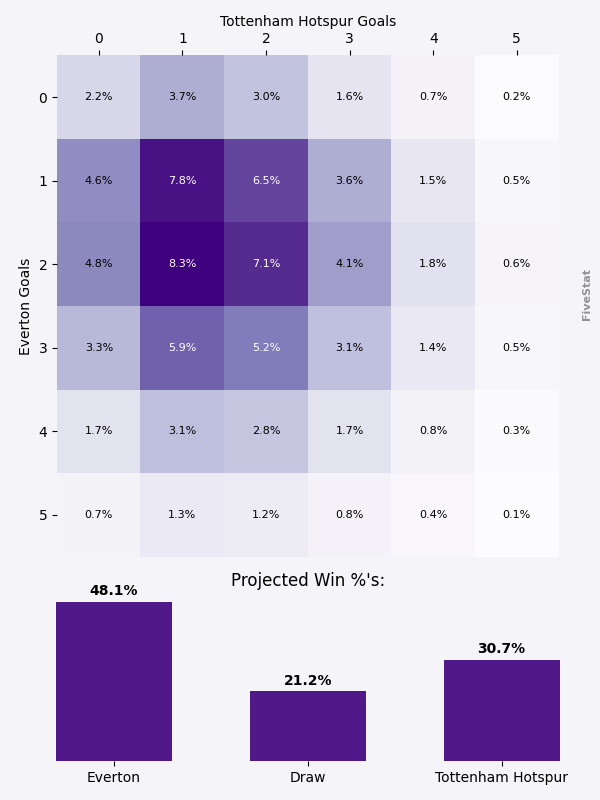 Tottenham Hotspur Goals
0 1 2 3 4 5
0 2.2% 3.7% 3.0% 1.6% 0.7% 0.2%
1 4.6% 7.8% 6.5% 3.6% 1.5% 0.5%
2 4.8% 8.3% 7.1% 4.1% 1.8% 0.6%
3 3.3% 5.9% 5.2% 3.1% 1.4% 0.5%
4 1.7% 3.1% 2.8% 1.7% 0.8% 0.3%
5 0.7% 1.3% 1.2% 0.8% 0.4% 0.1%
Everton Goals
FiveStat
Projected Win %'s:
48.1% 21.2% 30.7%
Everton Draw Tottenham Hotspur